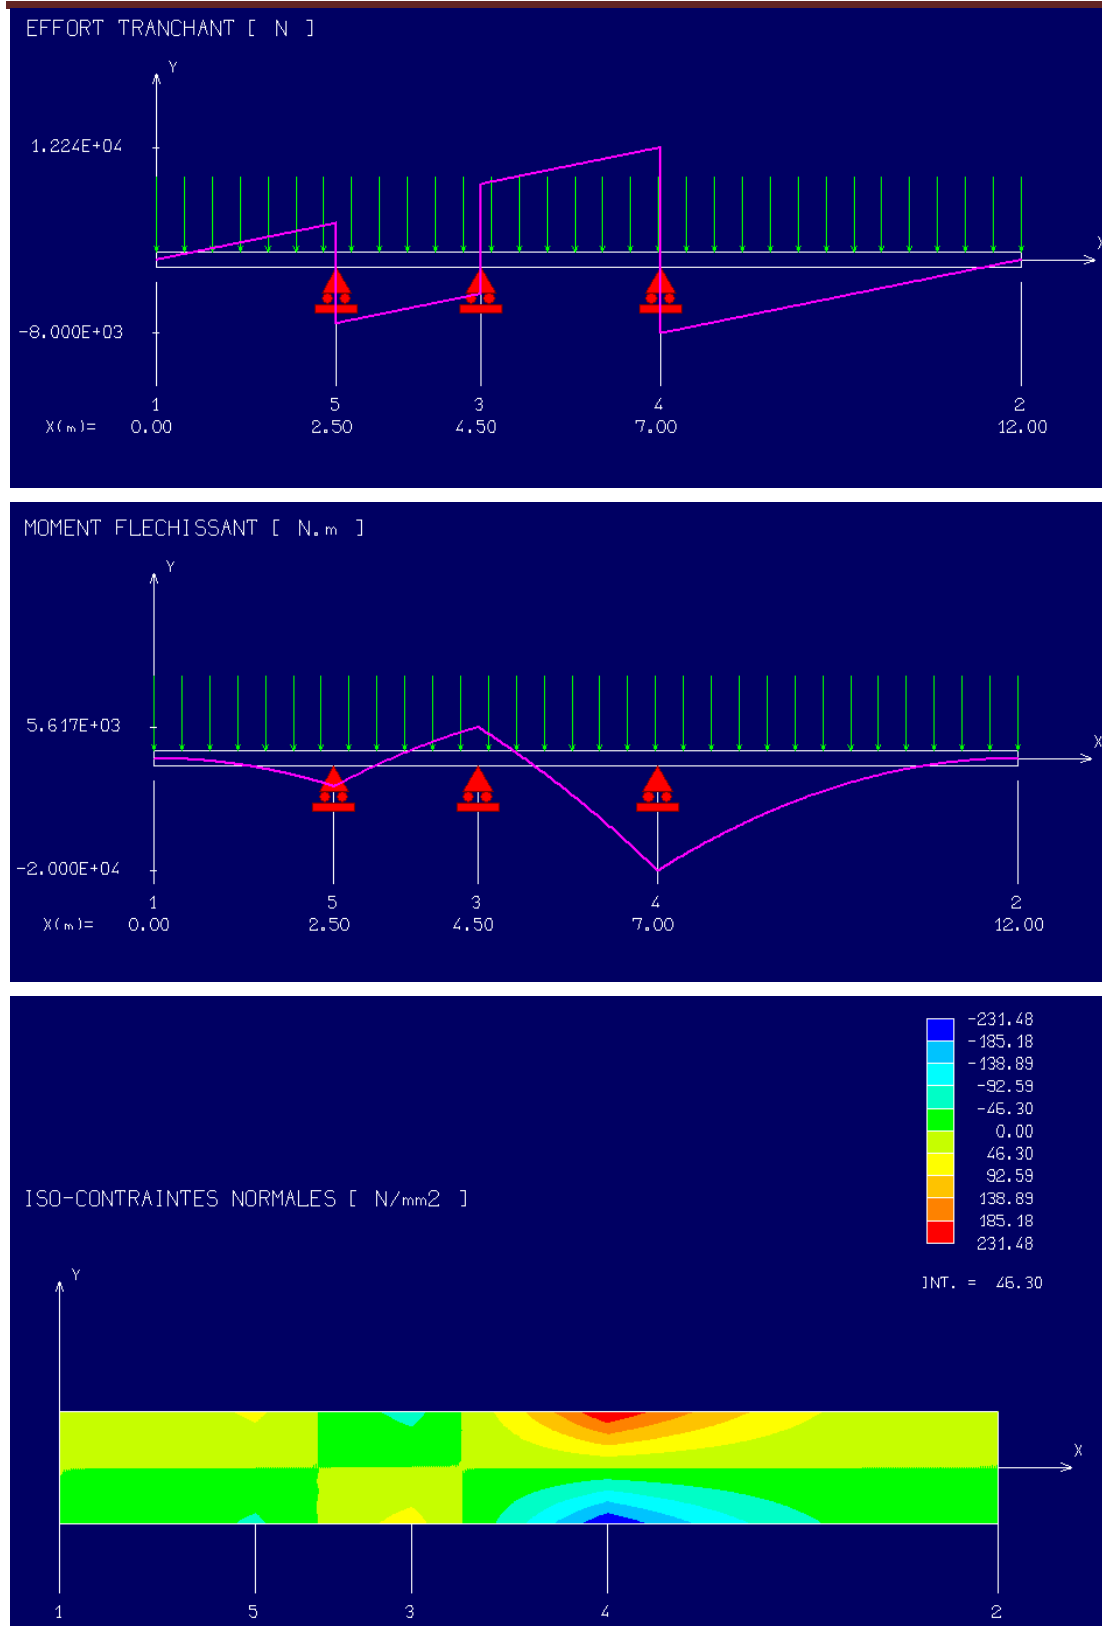 EFFORT TRANCHANT [ N ]
Y
1.224E+04
X
-8.000E+03
1 5 3 4 2
X(m)= 0.00 2.50 4.50 7.00 12.00
MOMENT FLECHISSANT [ N.m ]
Y
5.617E+03
X
-2.000E+04
1 5 3 4 2
X(m)= 0.00 2.50 4.50 7.00 12.00
-231.48
-185.18
-138.89
-92.59
-46.30
0.00
46.30
92.59
138.89
185.18
231.48
ISO-CONTRAINTES NORMALES [ N/mm2 ]
INT. = 46.30
Y
X
1 5 3 4 2